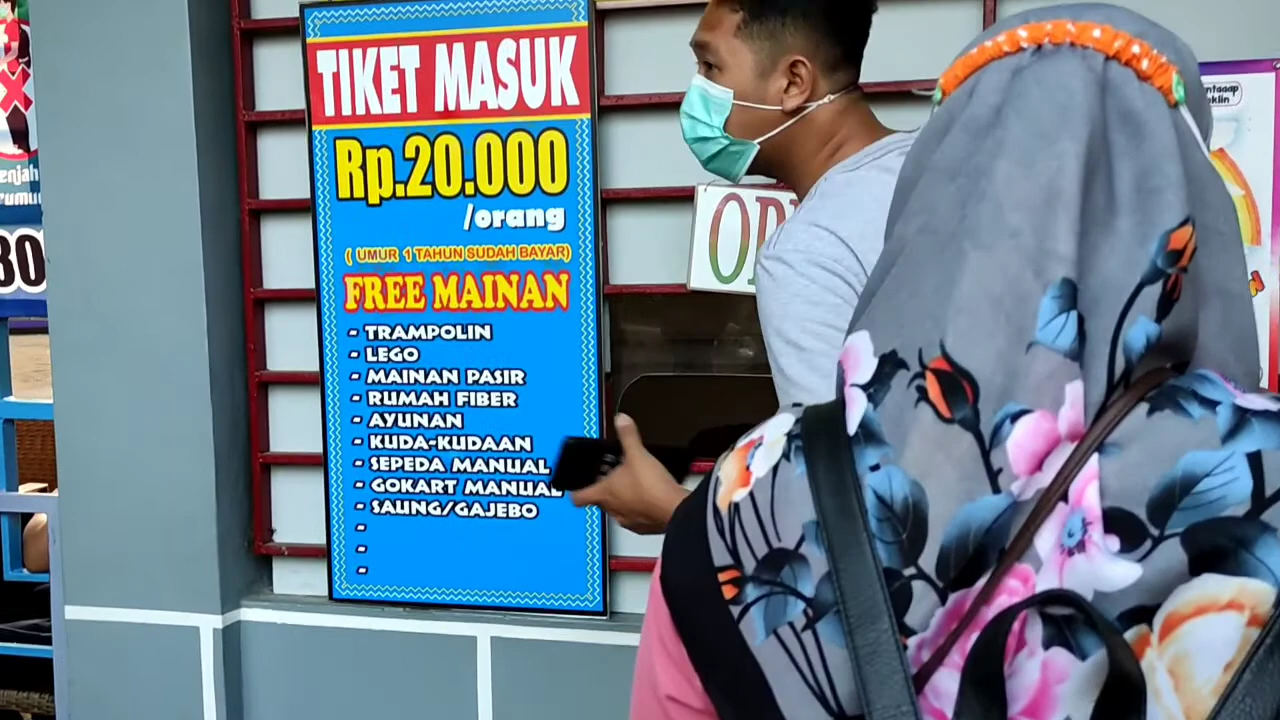 TIKET MASUK
Rp.20.000
/orang
( UMUR 1 TAHUN SUDAH BAYAR)
FREE MAINAN
- TRAMPOLIN
- LEGO
- MAINAN PASIR
- RUMAH FIBER
- AYUNAN
- KUDA-KUDAAN
- SEPEDA MANUAL
- GOKART MANUAL
- SAUNG/GAJEBO
-
-
-
OP